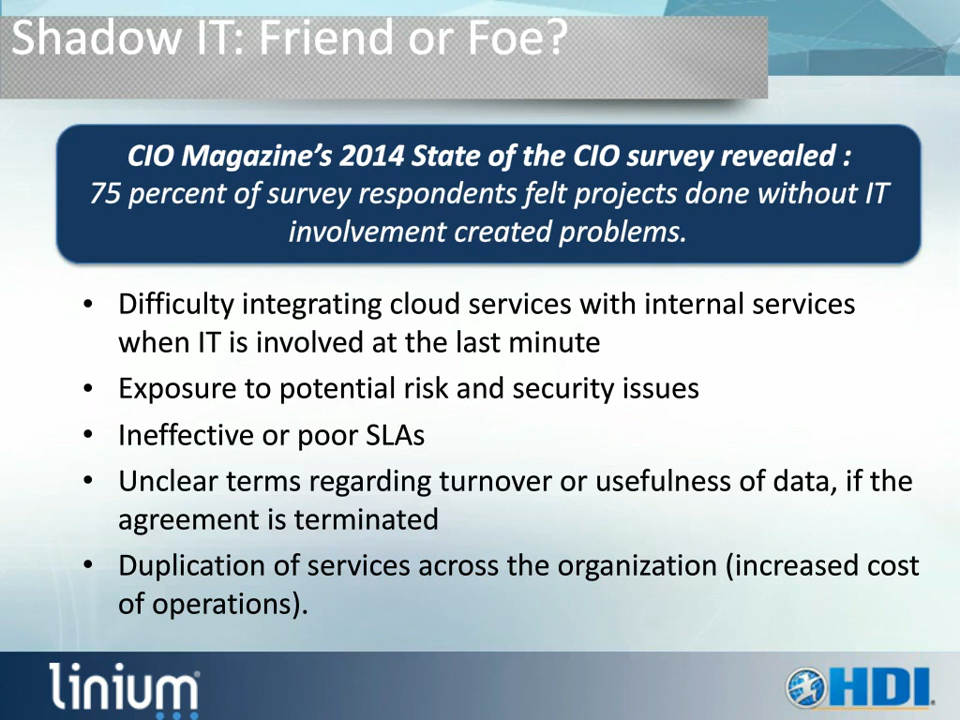 Shadow IT: Friend or Foe?
CIO Magazine's 2014 State of the CIO survey revealed :
75 percent of survey respondents felt projects done without IT
involvement created problems.
• Difficulty integrating cloud services with internal services
when IT is involved at the last minute
• Exposure to potential risk and security issues
• Ineffective or poor SLAs
• Unclear terms regarding turnover or usefulness of data, if the
agreement is terminated
• Duplication of services across the organization (increased cost
of operations).
linium®
HDI